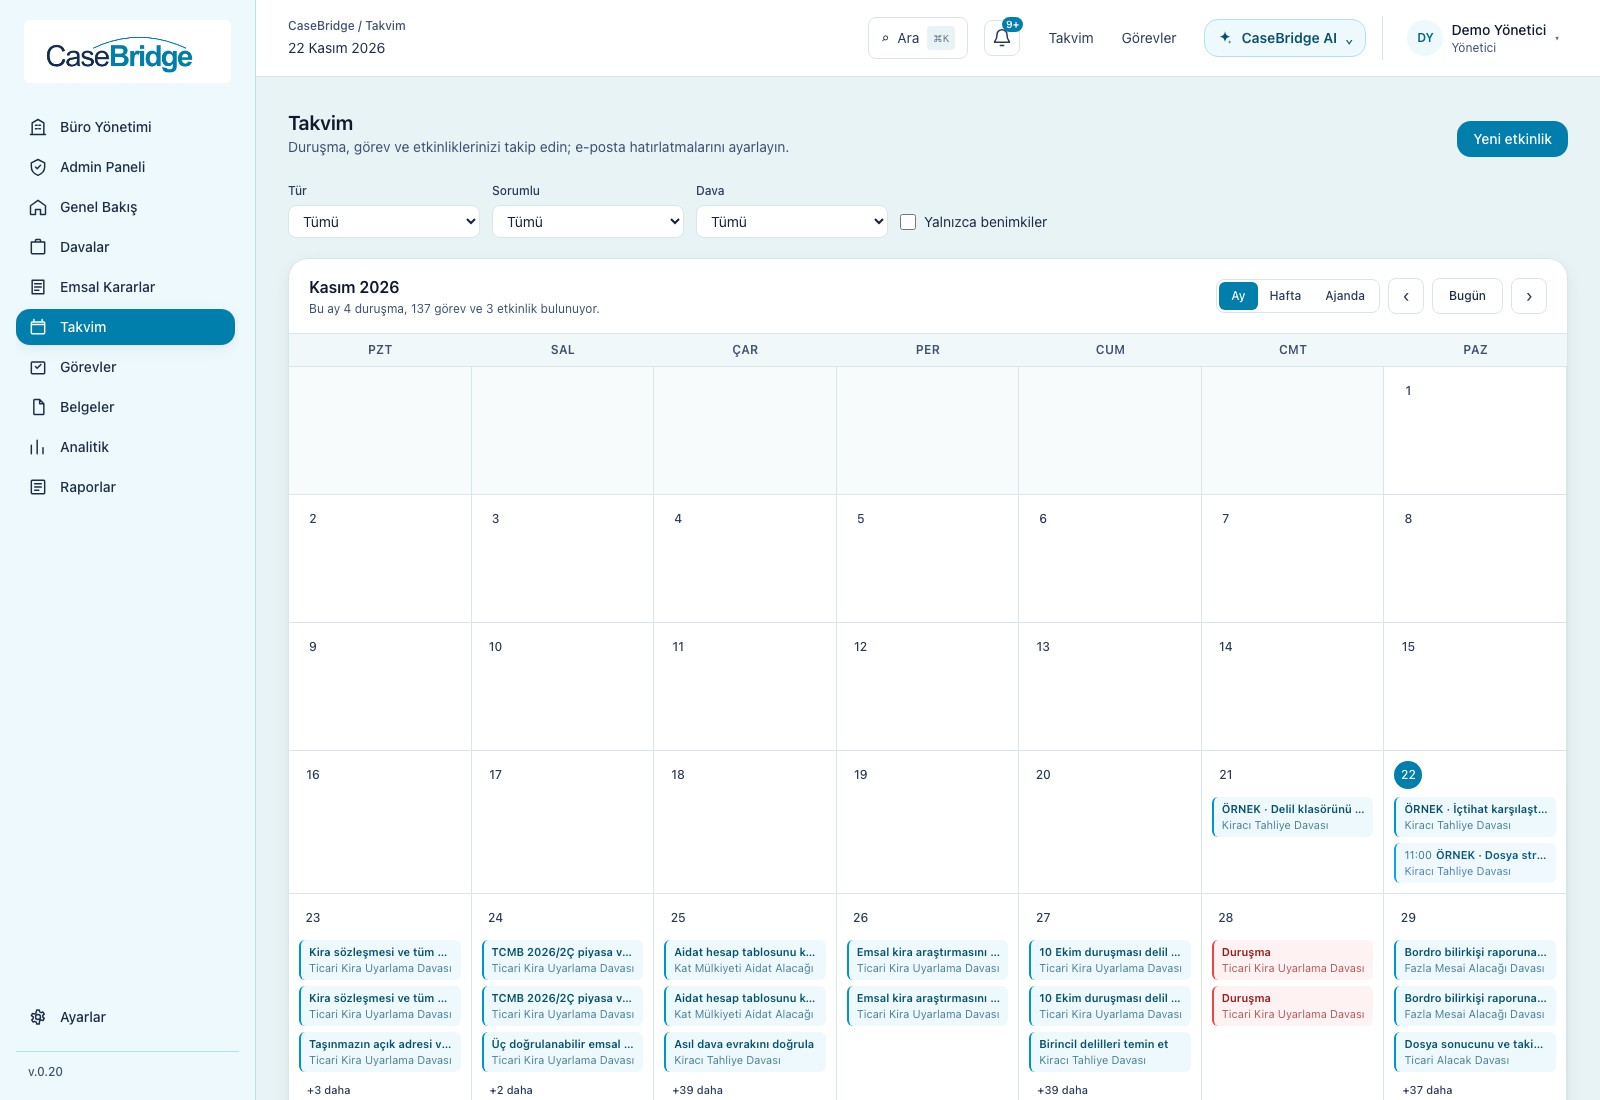 CaseBridge
Büro Yönetimi
Admin Paneli
Genel Bakış
Davalar
Emsal Kararlar
Takvim
Görevler
Belgeler
Analitik
Raporlar
Ayarlar
v.0.20
CaseBridge / Takvim
22 Kasım 2026
Ara ⌘K
9+
Takvim
Görevler
CaseBridge AI
DY
Demo Yönetici
Yönetici
Takvim
Duruşma, görev ve etkinliklerinizi takip edin; e-posta hatırlatmalarını ayarlayın.
Yeni etkinlik
Tür
Sorumlu
Dava
Tümü
Tümü
Tümü
Yalnızca benimkiler
Kasım 2026
Bu ay 4 duruşma, 137 görev ve 3 etkinlik bulunuyor.
Ay
Hafta
Ajanda
‹
Bugün
›
PZT SAL ÇAR PER CUM CMT PAZ
1
2 3 4 5 6 7 8
9 10 11 12 13 14 15
16 17 18 19 20 21 22
ÖRNEK · Delil klasörünü ...
Kiracı Tahliye Davası
ÖRNEK · İçtihat karşılaşt...
Kiracı Tahliye Davası
11:00 ÖRNEK · Dosya str...
Kiracı Tahliye Davası
23
Kira sözleşmesi ve tüm ...
Ticari Kira Uyarlama Davası
Kira sözleşmesi ve tüm ...
Ticari Kira Uyarlama Davası
Taşınmazın açık adresi v...
Ticari Kira Uyarlama Davası
+3 daha
24
TCMB 2026/2Ç piyasa v...
Ticari Kira Uyarlama Davası
TCMB 2026/2Ç piyasa v...
Ticari Kira Uyarlama Davası
Üç doğrulanabilir emsal ...
Ticari Kira Uyarlama Davası
+2 daha
25
Aidat hesap tablosunu k...
Kat Mülkiyeti Aidat Alacağı
Aidat hesap tablosunu k...
Kat Mülkiyeti Aidat Alacağı
Asıl dava evrakını doğrula
Kiracı Tahliye Davası
+39 daha
26
Emsal kira araştırmasını ...
Ticari Kira Uyarlama Davası
Emsal kira araştırmasını ...
Ticari Kira Uyarlama Davası
27
10 Ekim duruşması delil ...
Ticari Kira Uyarlama Davası
10 Ekim duruşması delil ...
Ticari Kira Uyarlama Davası
Birincil delilleri temin et
Kiracı Tahliye Davası
+39 daha
28
Duruşma
Ticari Kira Uyarlama Davası
Duruşma
Ticari Kira Uyarlama Davası
29
Bordro bilirkişi raporuna...
Fazla Mesai Alacağı Davası
Bordro bilirkişi raporuna...
Fazla Mesai Alacağı Davası
Dosya sonucunu ve taki...
Ticari Alacak Davası
+37 daha